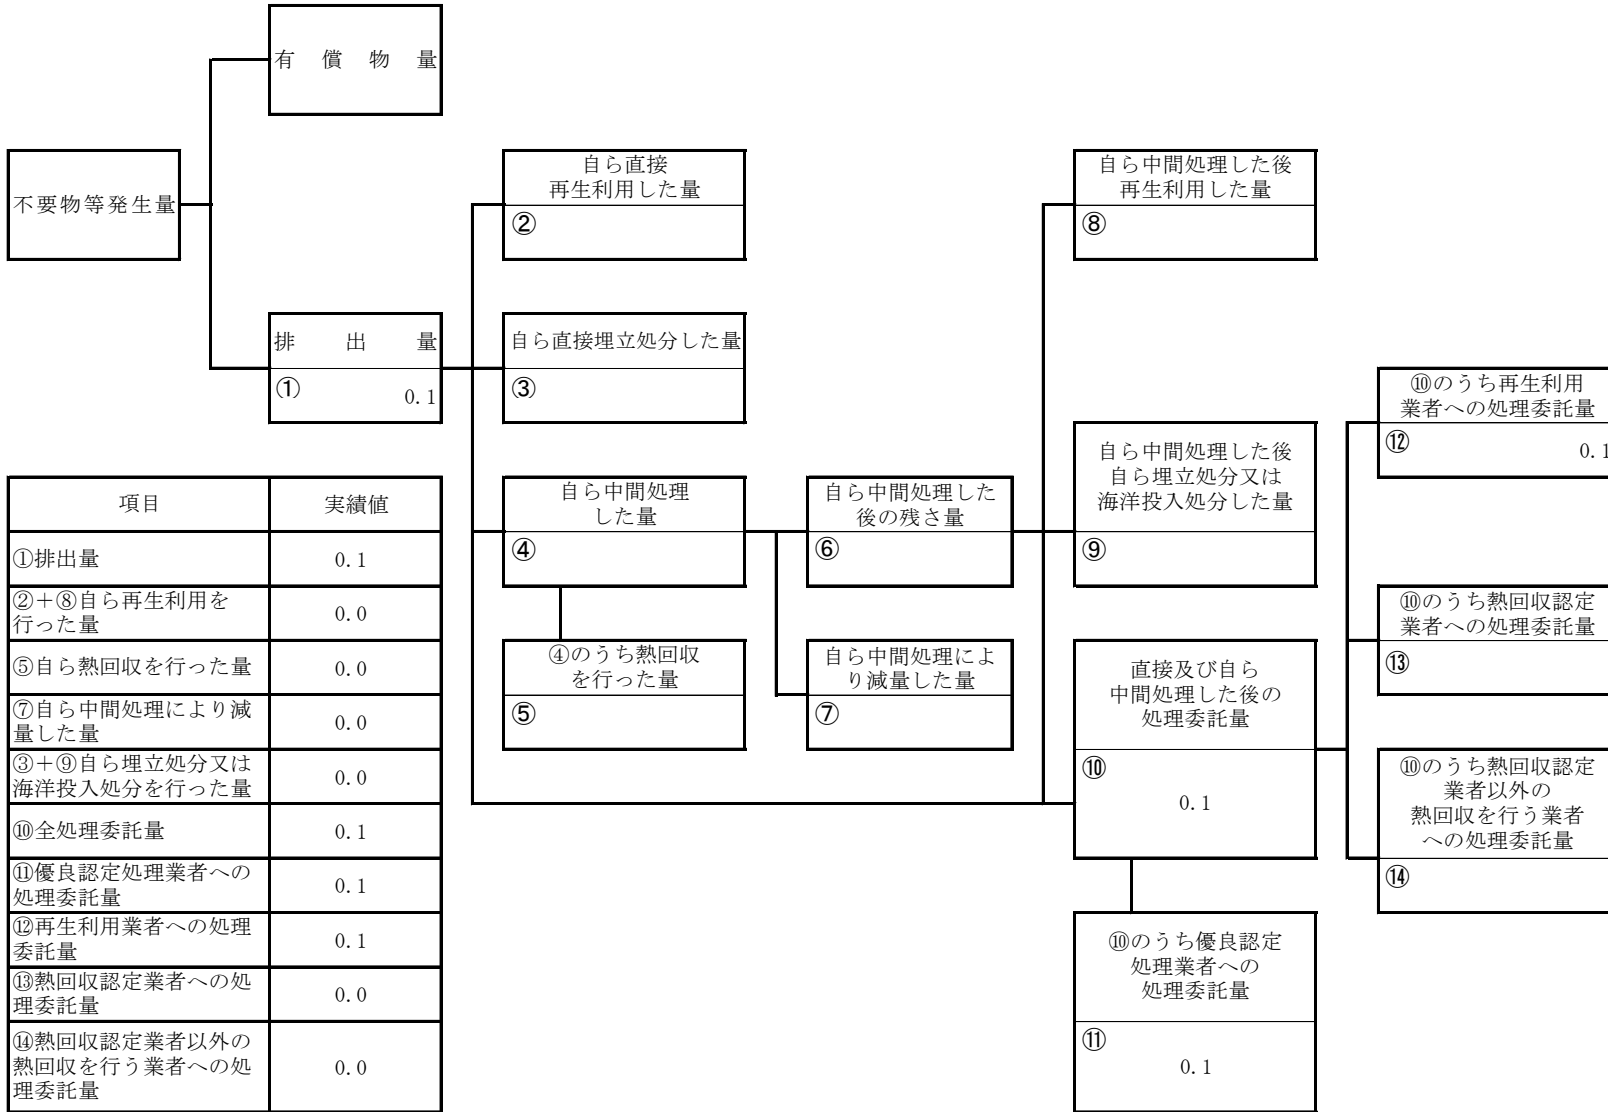 有償物量
不要物等発生量
排出量
①
0.1
自ら直接
再生利用した量
②
自ら直接埋立処分した量
③
自ら中間処理
した量
④
④のうち熱回収
を行った量
⑤
自ら中間処理した
後の残さ量
⑥
自ら中間処理によ
り減量した量
⑦
自ら中間処理した後
再生利用した量
⑧
自ら中間処理した後
自ら埋立処分又は
海洋投入処分した量
⑨
直接及び自ら
中間処理した後の
処理委託量
⑩
0.1
⑩のうち優良認定
処理業者への
処理委託量
⑪
0.1
⑩のうち再生利用
業者への処理委託量
⑫
0.1
⑩のうち熱回収認定
業者への処理委託量
⑬
⑩のうち熱回収認定
業者以外の
熱回収を行う業者
への処理委託量
⑭
項目 実績値
①排出量 0.1
②+⑧自ら再生利用を
行った量 0.0
⑤自ら熱回収を行った量 0.0
⑦自ら中間処理により減
量した量 0.0
③+⑨自ら埋立処分又は
海洋投入処分を行った量 0.0
⑩全処理委託量 0.1
⑪優良認定処理業者への
処理委託量 0.1
⑫再生利用業者への処理
委託量 0.1
⑬熱回収認定業者への処
理委託量 0.0
⑭熱回収認定業者以外の
熱回収を行う業者への処
理委託量 0.0